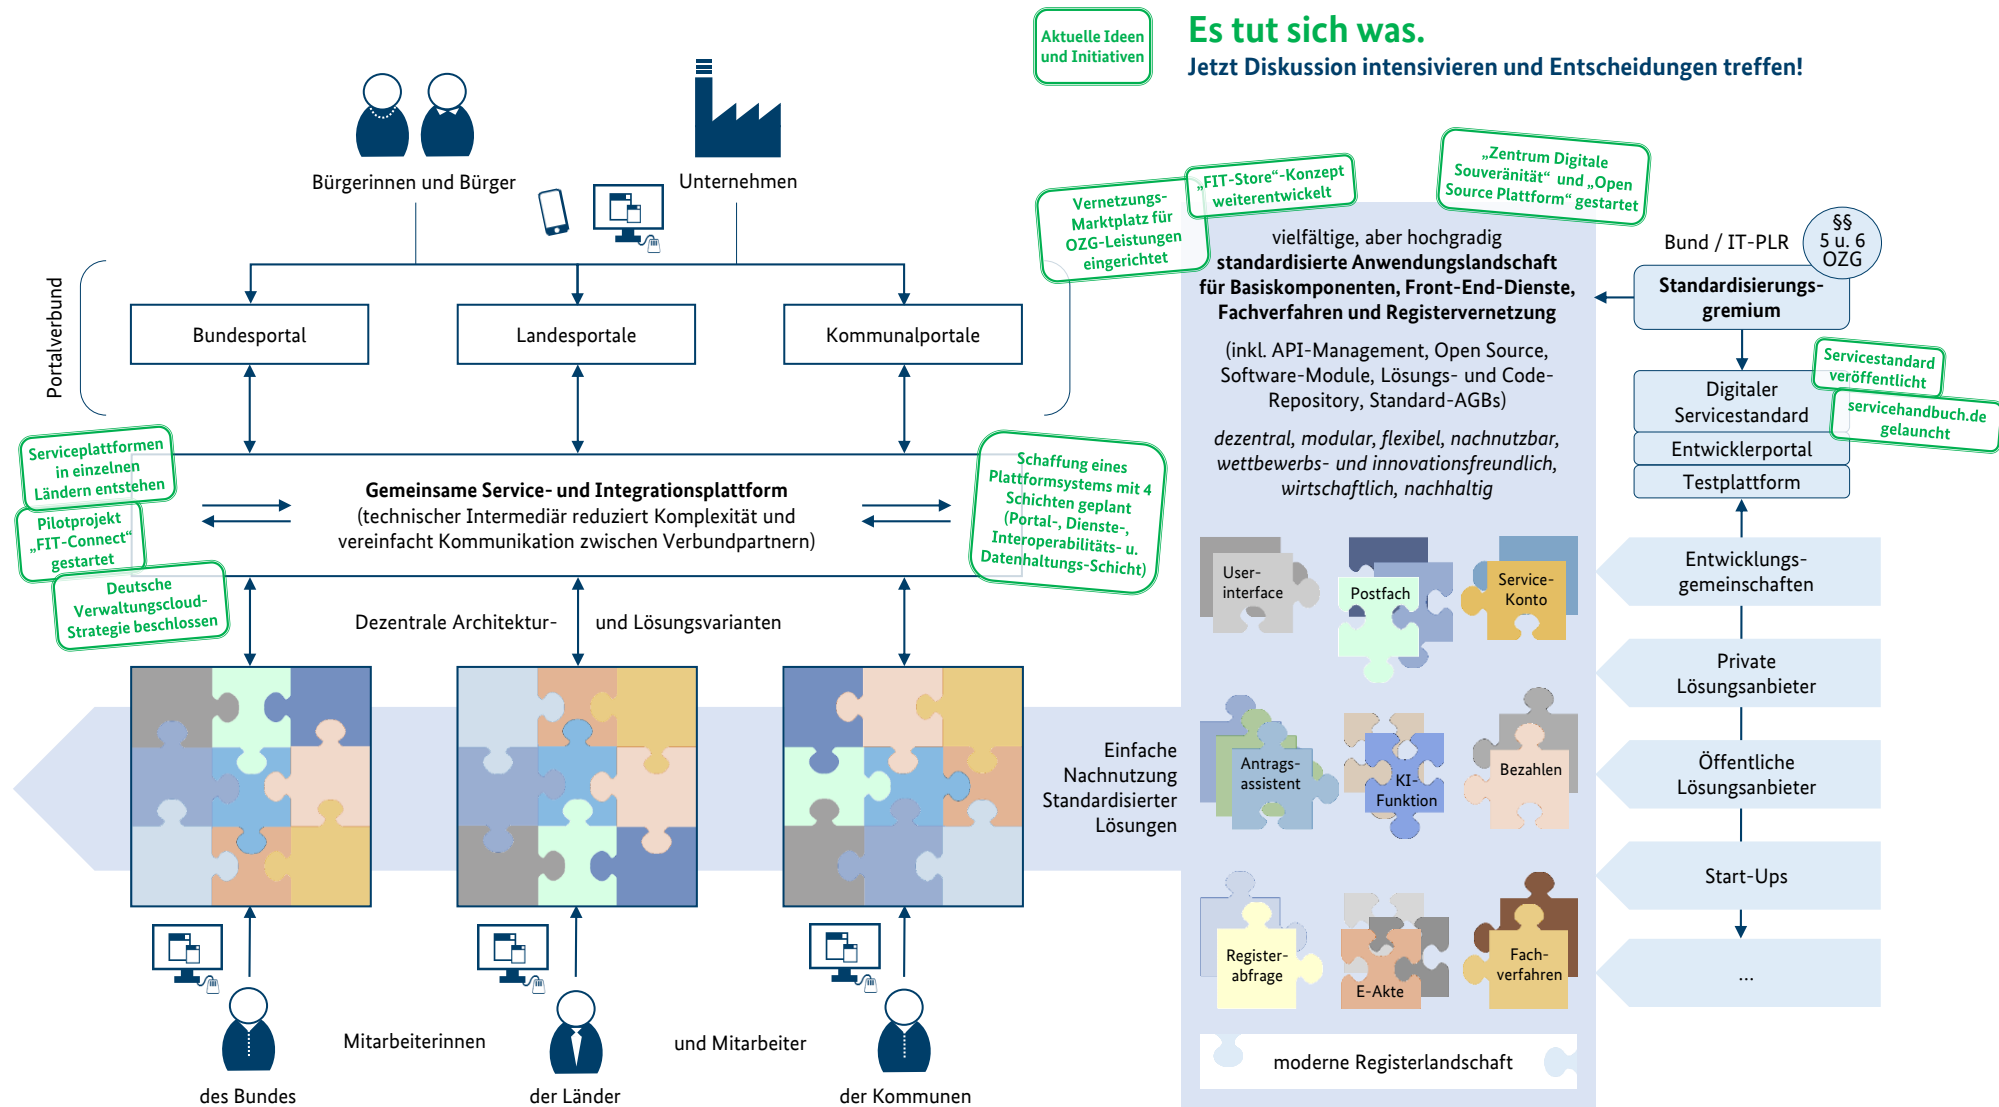 Aktuelle Ideen
und Initiativen
Es tut sich was.
Jetzt Diskussion intensivieren und Entscheidungen treffen!
Bürgerinnen und Bürger
Unternehmen
Portalverbund
Bundesportal
Landesportale
Kommunalportale
Serviceplattformen
in einzelnen
Ländern entstehen
Pilotprojekt
„FIT-Connect“
gestartet
Deutsche
Verwaltungscloud-
Strategie beschlossen
Gemeinsame Service- und Integrationsplattform
(technischer Intermediär reduziert Komplexität und
vereinfacht Kommunikation zwischen Verbundpartnern)
Schaffung eines
Plattformsystems mit 4
Schichten geplant
(Portal-, Dienste-,
Interoperabilitäts- u.
Datenhaltungs-Schicht)
Dezentrale Architektur- und Lösungsvarianten
Einfache
Nachnutzung
Standardisierter
Lösungen
Mitarbeiterinnen und Mitarbeiter
des Bundes
der Länder
der Kommunen
Vernetzungs-
Marktplatz für
OZG-Leistungen
eingerichtet
„FIT-Store“-Konzept
weiterentwickelt
„Zentrum Digitale
Souveränität“ und „Open
Source Plattform“ gestartet
vielfältige, aber hochgradig
standardisierte Anwendungslandschaft
für Basiskomponenten, Front-End-Dienste,
Fachverfahren und Registervernetzung
(inkl. API-Management, Open Source,
Software-Module, Lösungs- und Code-
Repository, Standard-AGBs)
dezentral, modular, flexibel, nachnutzbar,
wettbewerbs- und innovationsfreundlich,
wirtschaftlich, nachhaltig
User-
interface
Postfach
Service-
Konto
Antrags-
assistent
KI-
Funktion
Bezahlen
Register-
abfrage
E-Akte
Fach-
verfahren
moderne Registerlandschaft
Bund / IT-PLR
§§
5 u. 6
OZG
Standardisierungs-
gremium
Servicestandard
veröffentlicht
Digitaler
Servicestandard
servicehandbuch.de
gelauncht
Entwicklerportal
Testplattform
Entwicklungs-
gemeinschaften
Private
Lösungsanbieter
Öffentliche
Lösungsanbieter
Start-Ups
...